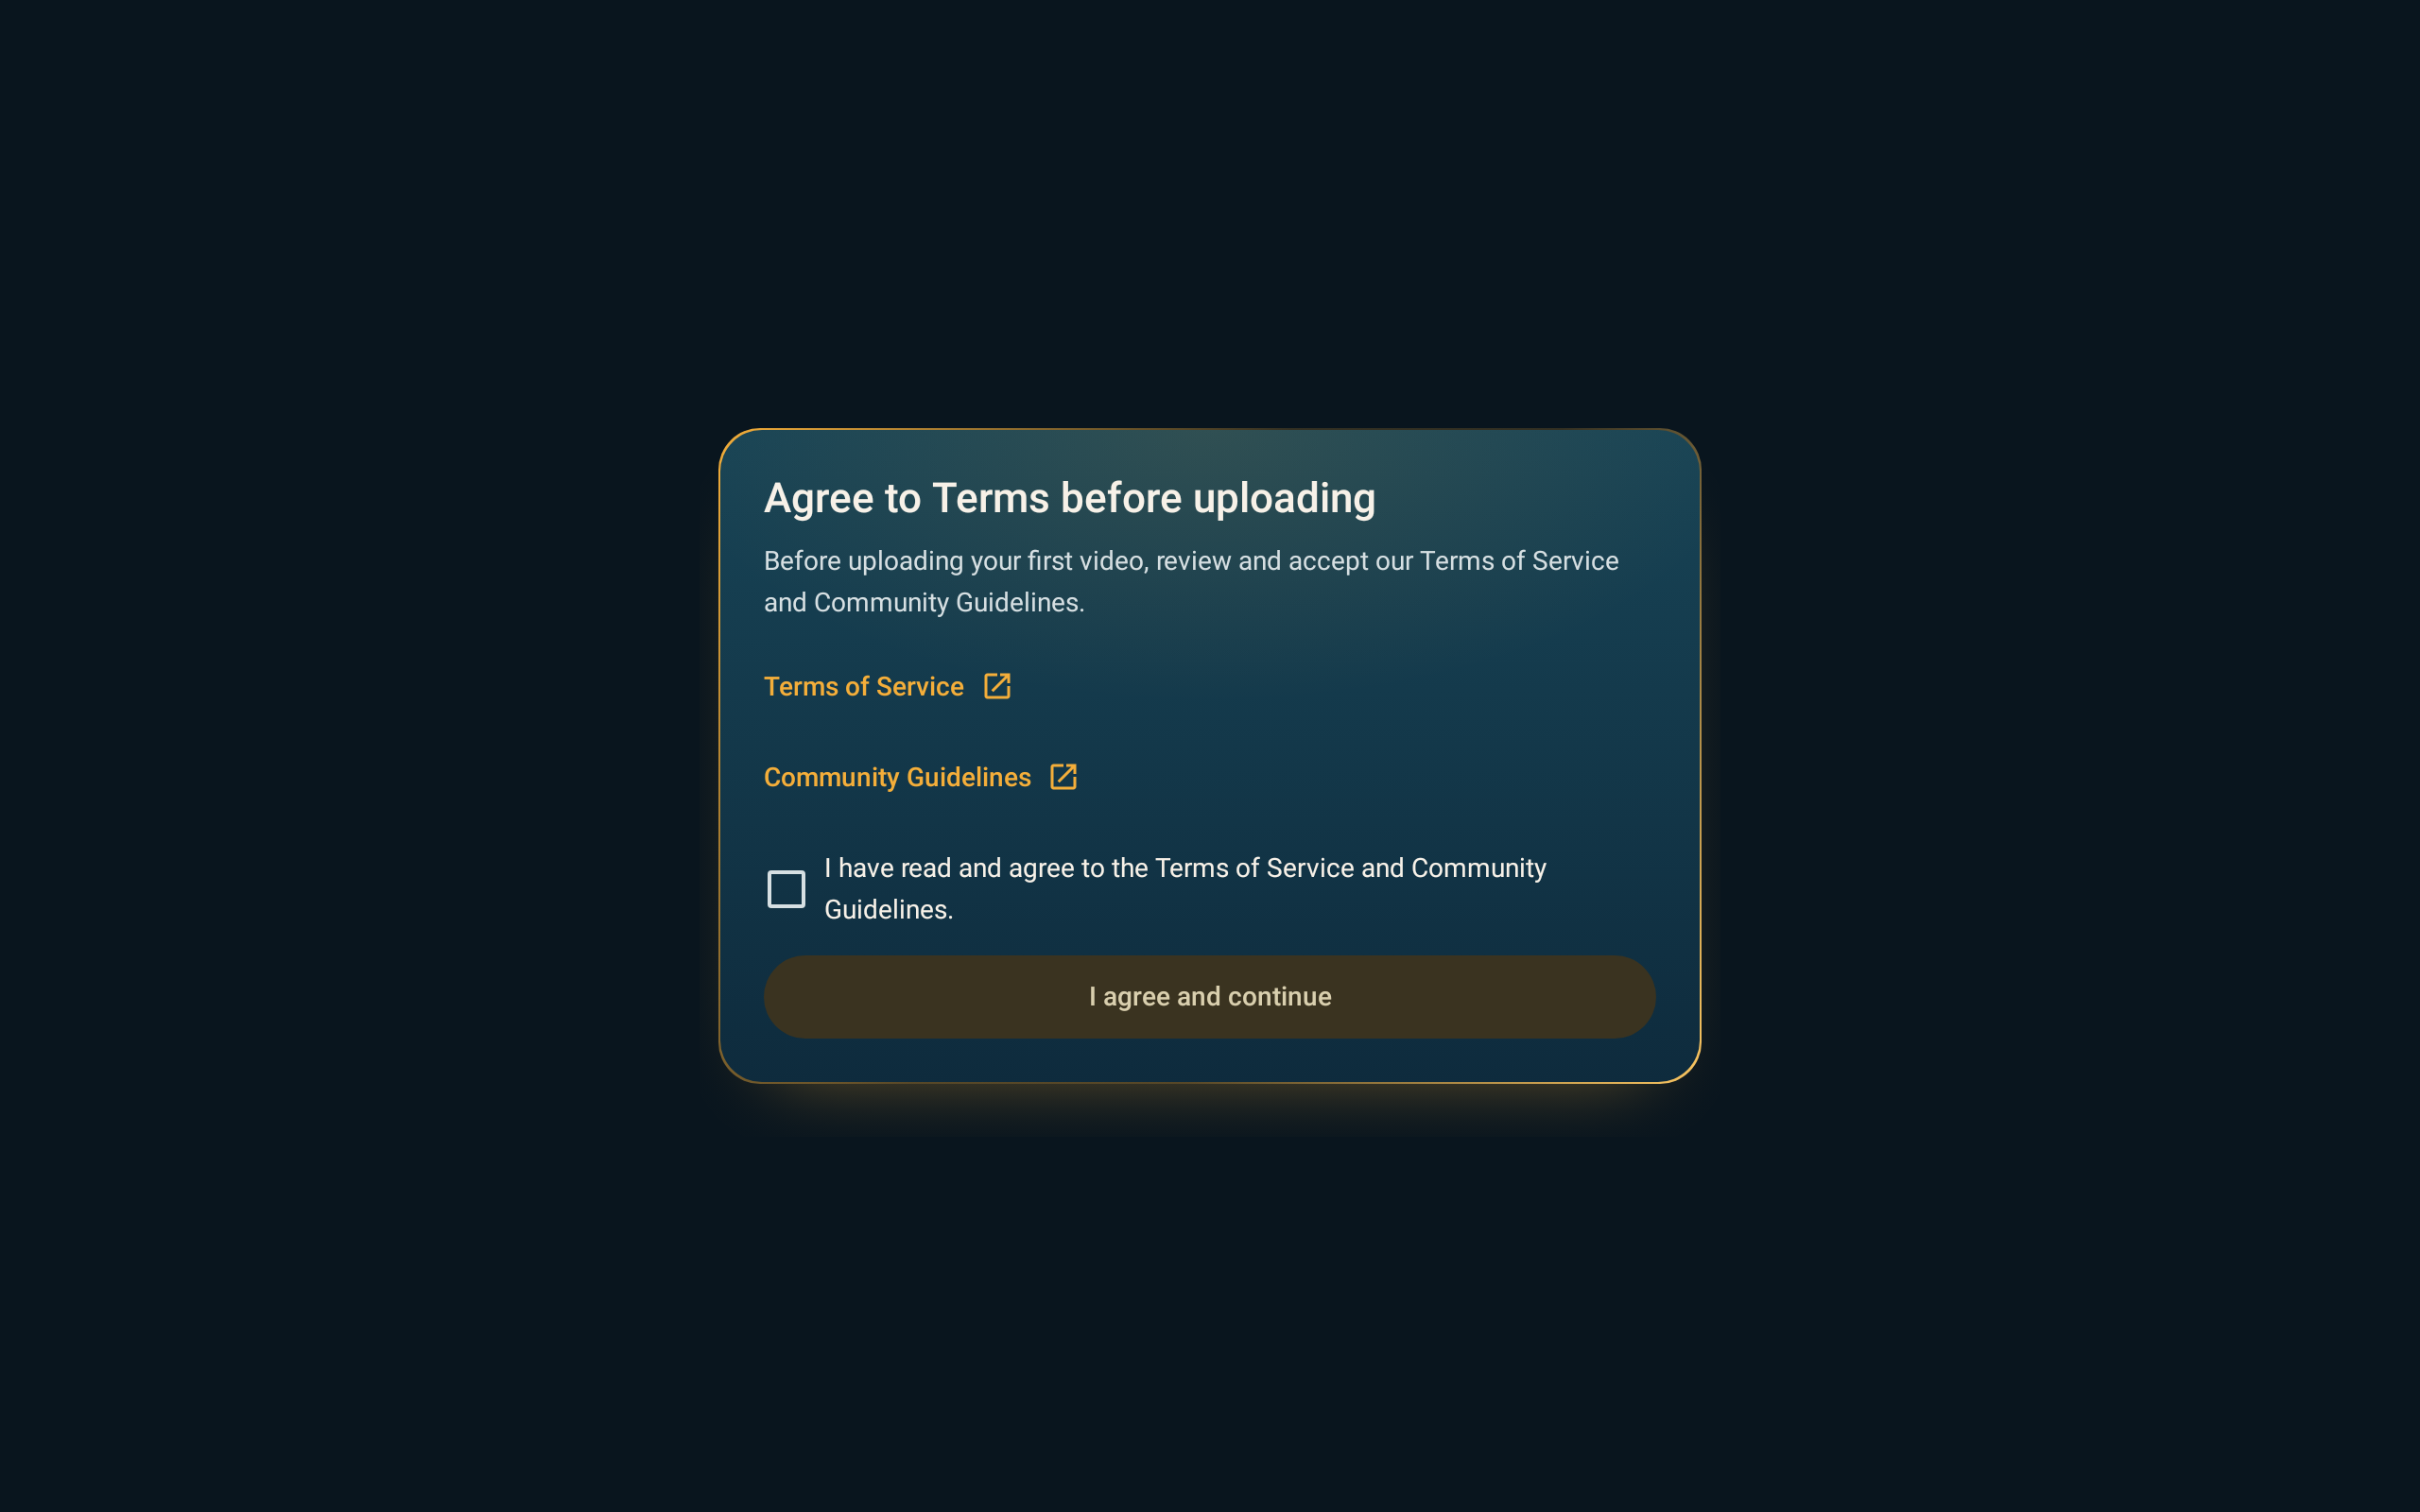 Agree to Terms before uploading
Before uploading your first video, review and accept our Terms of Service
and Community Guidelines.
Terms of Service
Community Guidelines
I have read and agree to the Terms of Service and Community
Guidelines.
I agree and continue